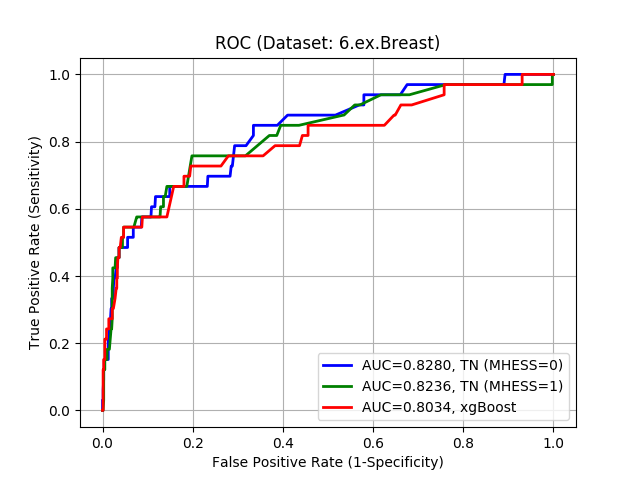 ROC (Dataset: 6.ex.Breast)
True Positive Rate (Sensitivity)
1.0
0.8
0.6
0.4
0.2
0.0
AUC=0.8280, TN (MHESS=0)
AUC=0.8236, TN (MHESS=1)
AUC=0.8034, xgBoost
0.0 0.2 0.4 0.6 0.8 1.0
False Positive Rate (1-Specificity)